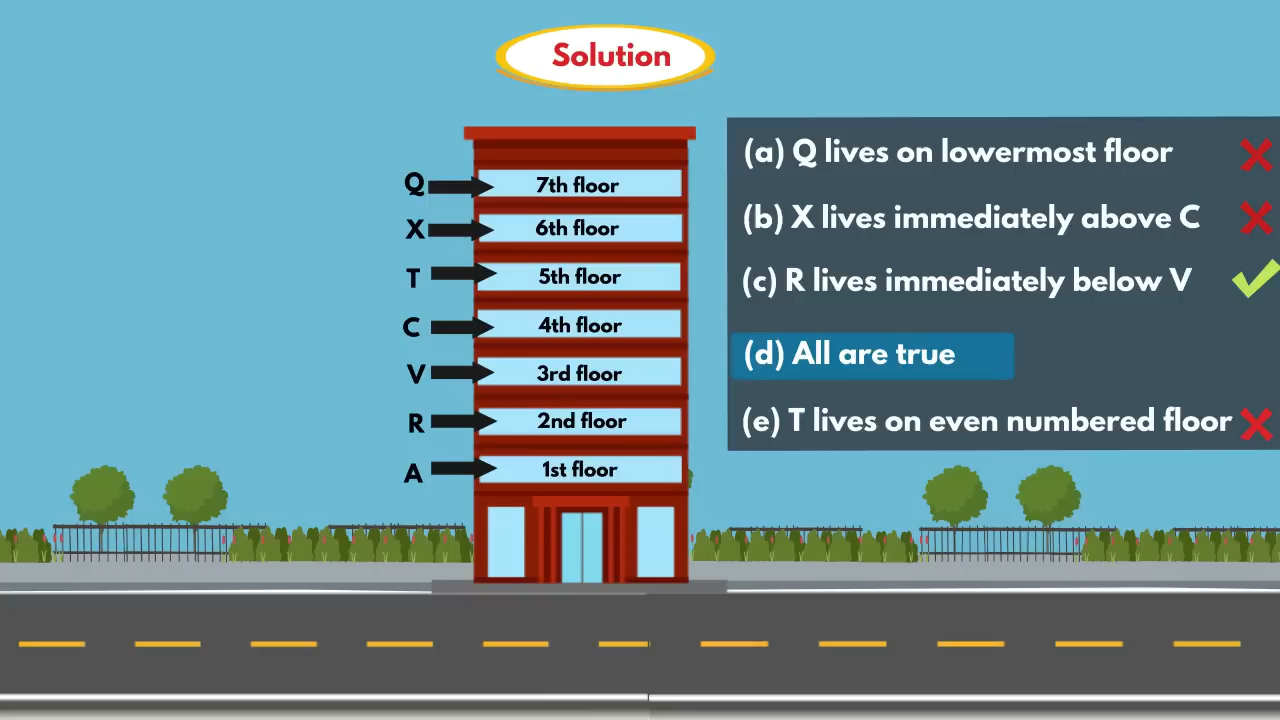 Solution
Q 7th floor
X 6th floor
T 5th floor
C 4th floor
V 3rd floor
R 2nd floor
A 1st floor
(a) Q lives on lowermost floor
(b) X lives immediately above C
(c) R lives immediately below V
(d) All are true
(e) T lives on even numbered floor